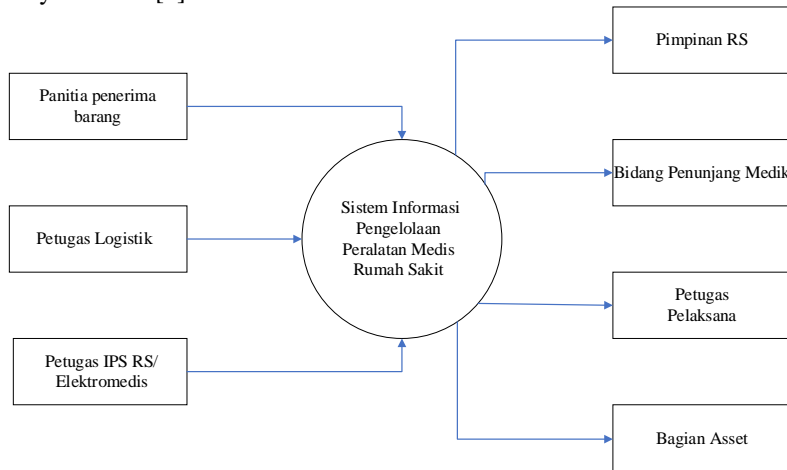 Pimpinan RS
Panitia penerima
barang
Bidang Penunjang Medik
Sistem Informasi
Pengelolaan
Peralatan Medis
Rumah Sakit
Petugas Logistik
Petugas
Pelaksana
Petugas IPS RS/
Elektromedis
Bagian Asset